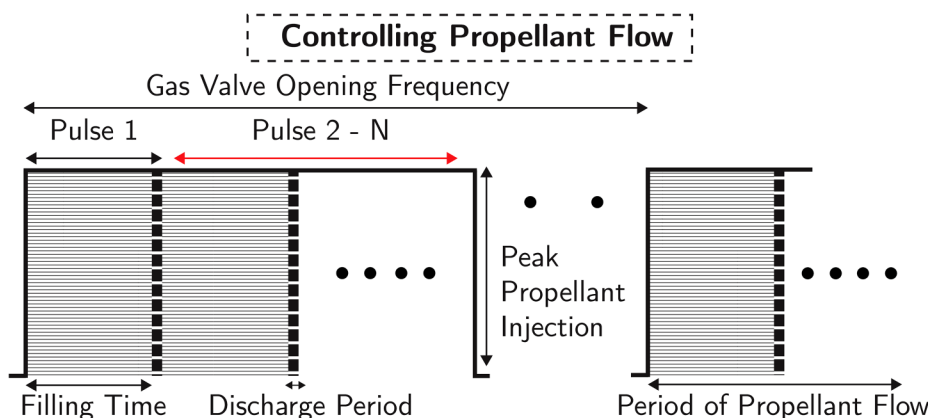 Controlling Propellant Flow
Gas Valve Opening Frequency
Pulse 1
Pulse 2 - N
Peak
Propellant
Injection
Filling Time
Discharge Period
Period of Propellant Flow